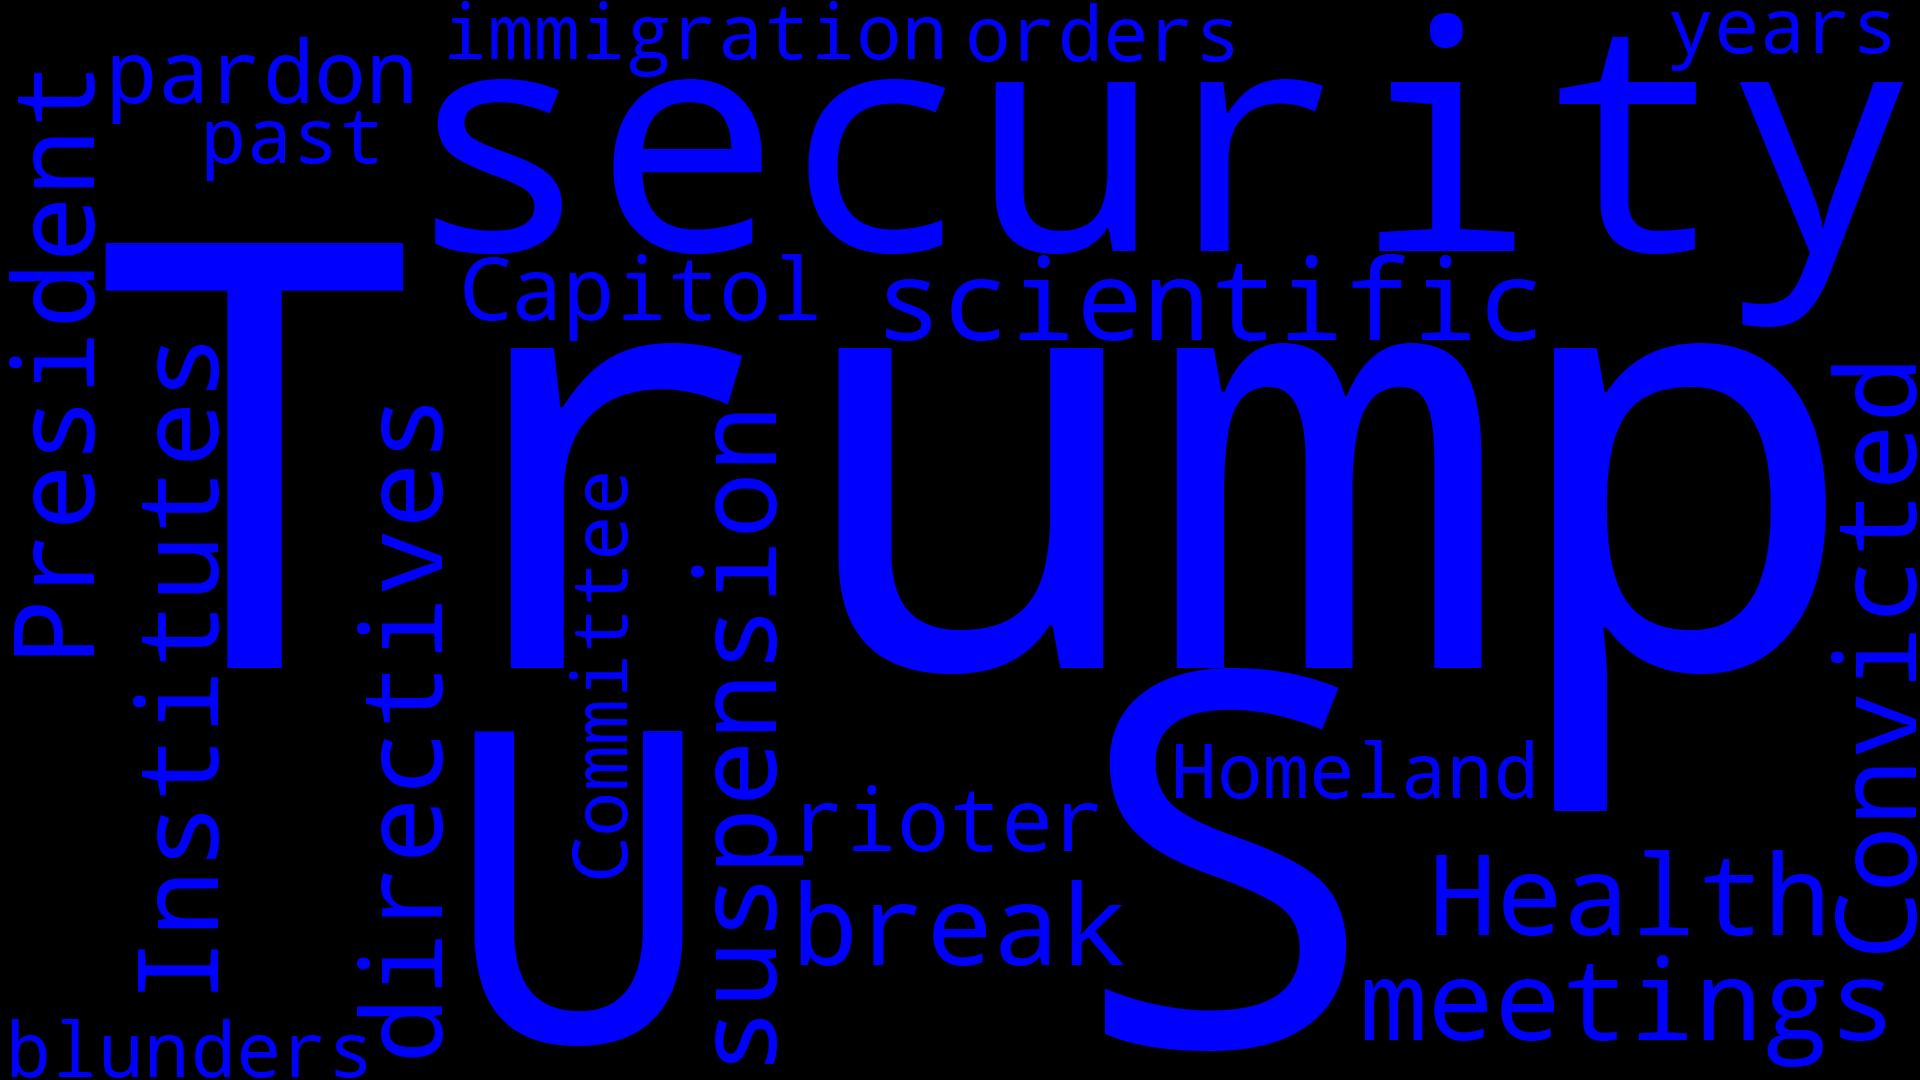 immigration
orders
years
pardon
security
past
President
Trump
Capitol
scientific
Institutes
directives
Committee
suspension
Convicted
US
Homeland
rioter
break
Health
meetings
blunders